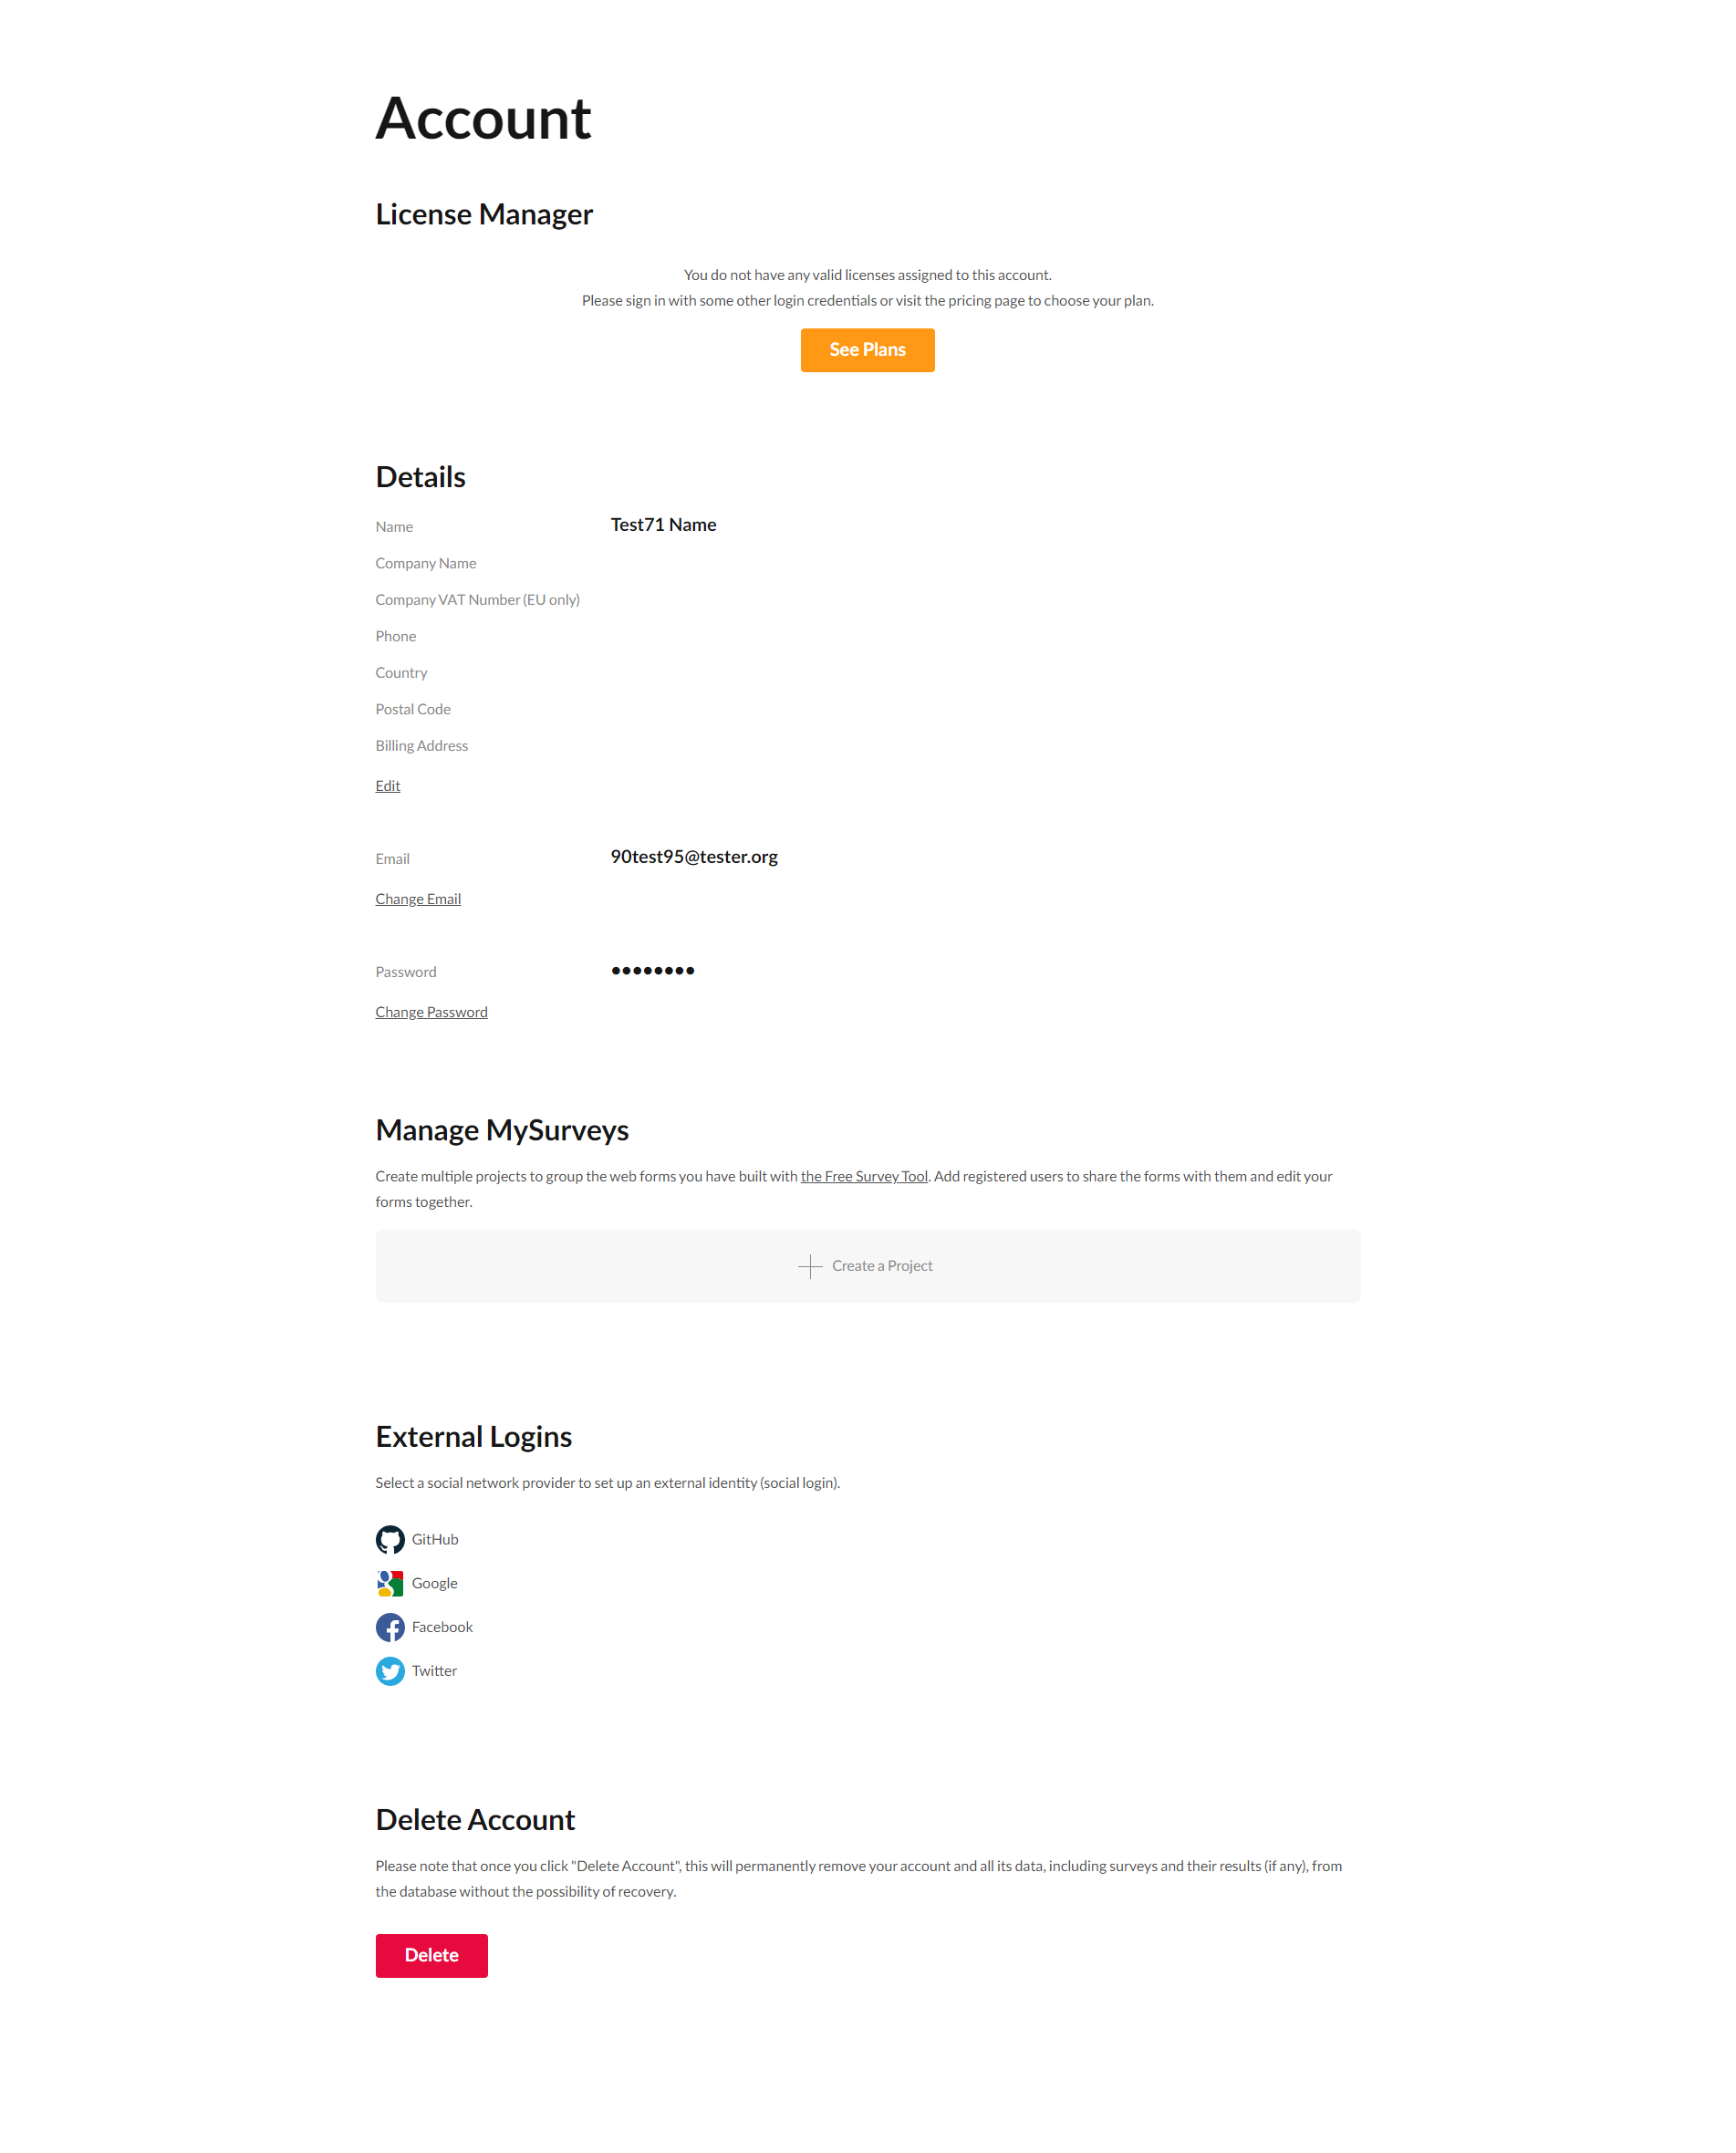 Account
License Manager
You do not have any valid licenses assigned to this account.
Please sign in with some other login credentials or visit the pricing page to choose your plan.
See Plans
Details
Name Test71 Name
Company Name
Company VAT Number (EU only)
Phone
Country
Postal Code
Billing Address
Edit
Email 90test95@tester.org
Change Email
Password ••••••••
Change Password
Manage MySurveys
Create multiple projects to group the web forms you have built with the Free Survey Tool. Add registered users to share the forms with them and edit your
forms together.
Create a Project
External Logins
Select a social network provider to set up an external identity (social login).
GitHub
Google
Facebook
Twitter
Delete Account
Please note that once you click "Delete Account", this will permanently remove your account and all its data, including surveys and their results (if any), from
the database without the possibility of recovery.
Delete